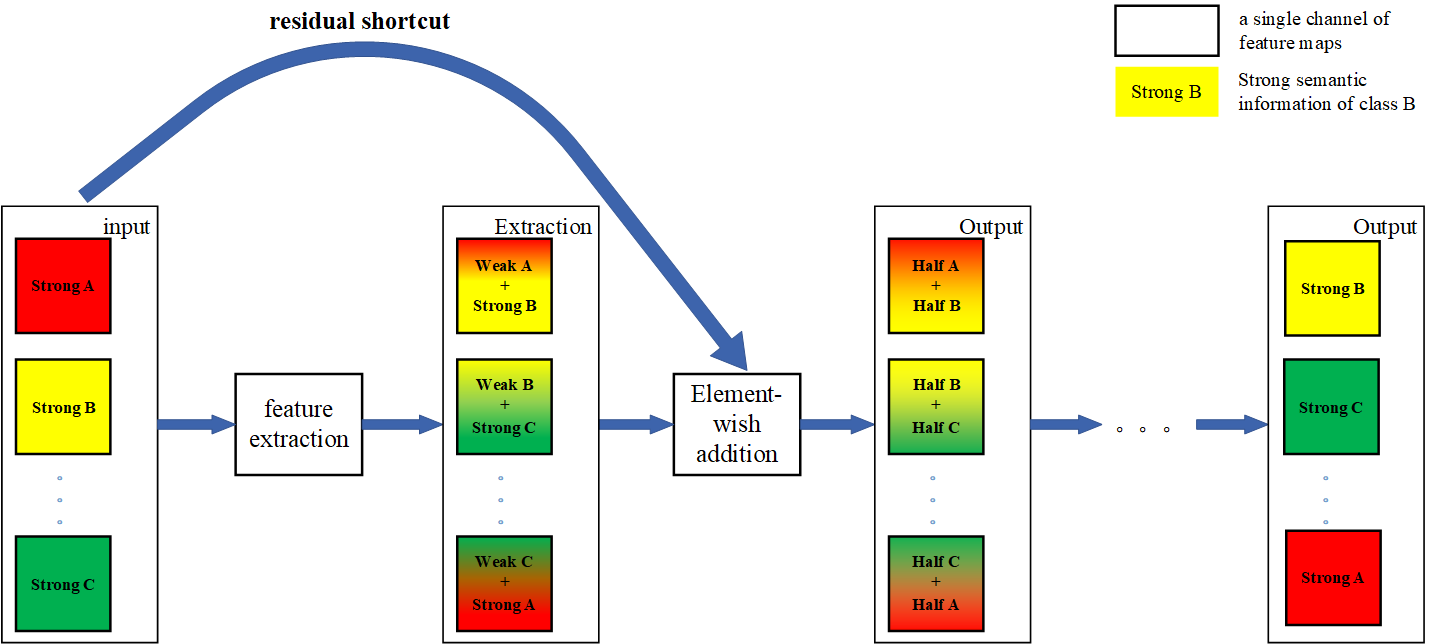 residual shortcut
a single channel of
feature maps
Strong B
Strong semantic
information of class B
input
Strong A
Strong B
Strong C
feature
extraction
Extraction
Weak A
+
Strong B
Weak B
+
Strong C
Weak C
+
Strong A
Element-
wish
addition
Output
Half A
+
Half B
Half B
+
Half C
Half C
+
Half A
Output
Strong B
Strong C
Strong A